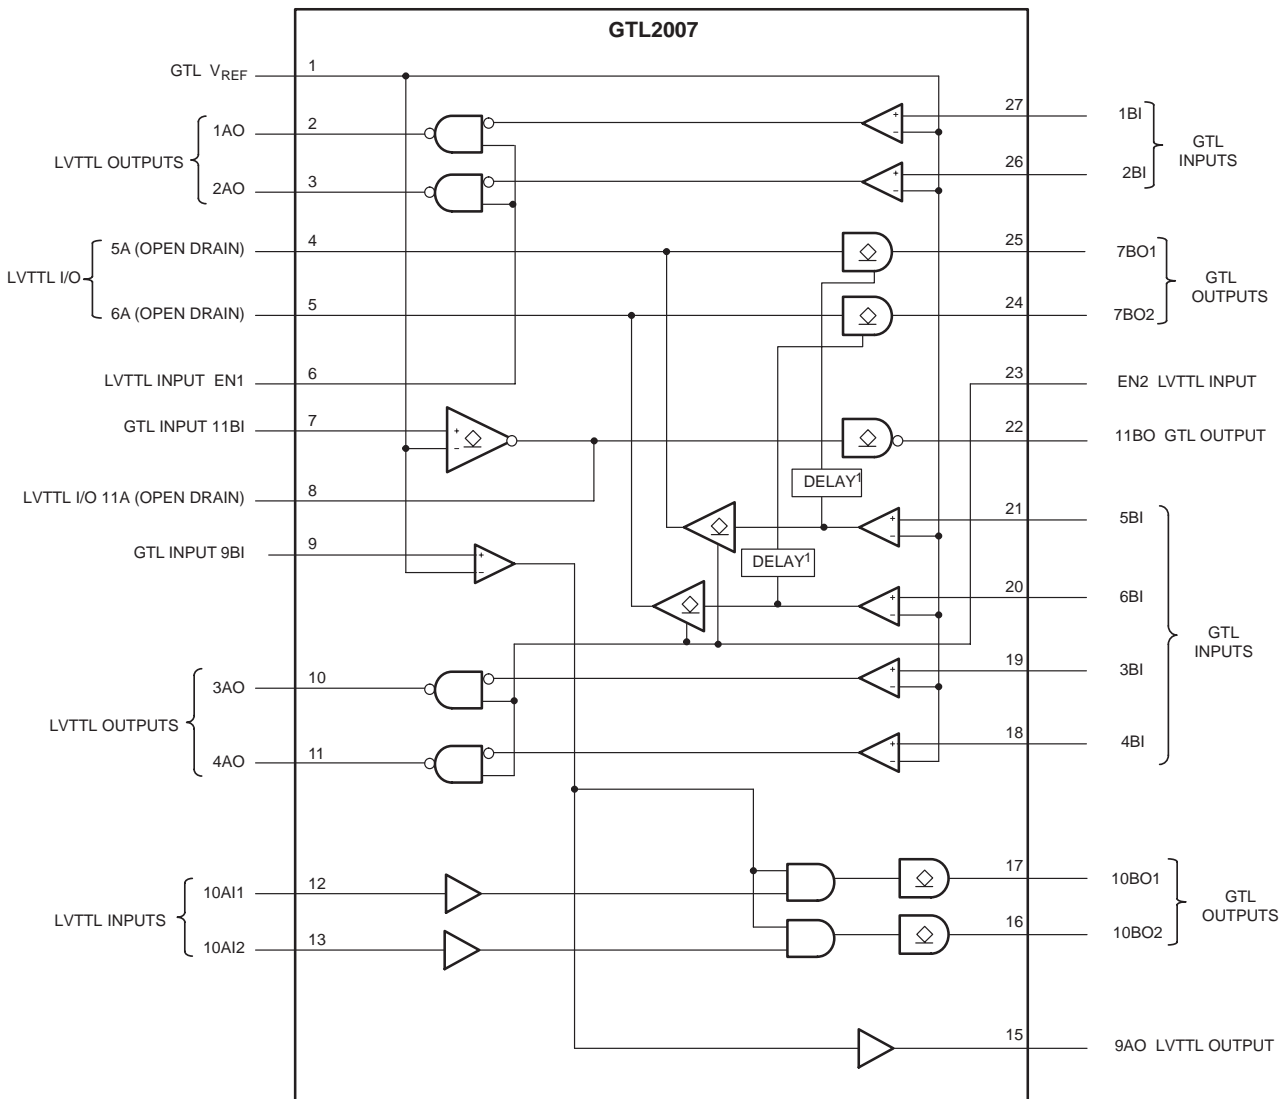 GTL2007
GTL VREF
1
1AO
2
LVTTL OUTPUTS
2AO
3
5A (OPEN DRAIN)
4
LVTTL I/O
6A (OPEN DRAIN)
5
LVTTL INPUT EN1
6
GTL INPUT 11BI
7
LVTTL I/O 11A (OPEN DRAIN)
8
GTL INPUT 9BI
9
3AO
10
LVTTL OUTPUTS
4AO
11
10AI1
12
LVTTL INPUTS
10AI2
13
+
−
+
−
DELAY1
DELAY1
+
−
+
−
+
−
+
−
+
−
+
−
27
1BI
GTL
INPUTS
26
2BI
25
7BO1
GTL
OUTPUTS
24
7BO2
23
EN2 LVTTL INPUT
22
11BO GTL OUTPUT
21
5BI
20
6BI
GTL
INPUTS
19
3BI
18
4BI
17
10BO1
GTL
OUTPUTS
16
10BO2
15
9AO LVTTL OUTPUT